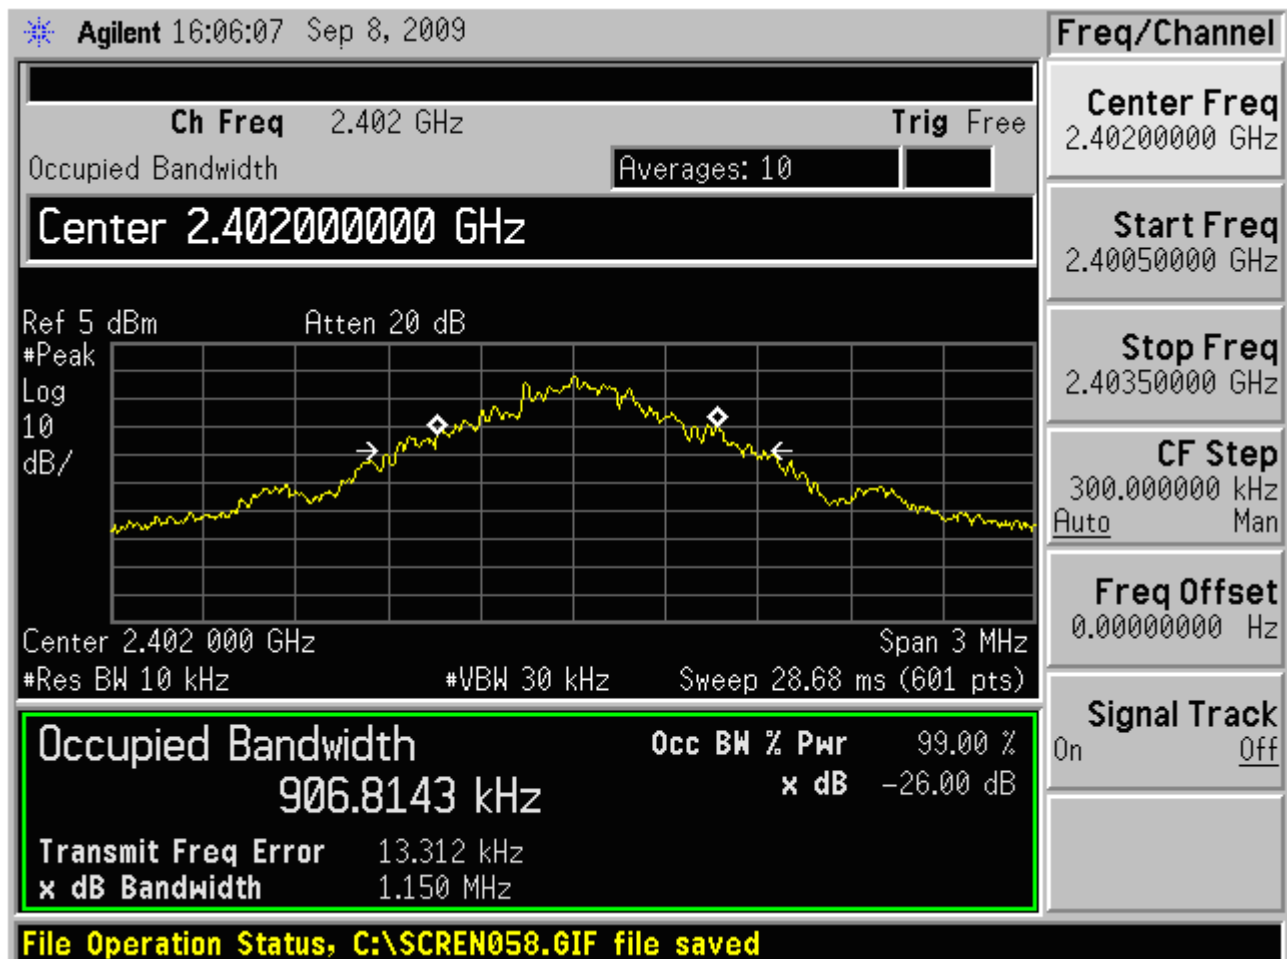 Agilent 16:06:07 Sep 8, 2009
Freq/Channel
Ch Freq 2.402 GHz Trig Free
Occupied Bandwidth Averages: 10
Center 2.402000000 GHz
Ref 5 dBm Atten 20 dB
#Peak
Log
10
dB/
Center 2.402 000 GHz Span 3 MHz
#Res BW 10 kHz #VBW 30 kHz Sweep 28.68 ms (601 pts)
Occupied Bandwidth Occ BW % Pwr 99.00 %
906.8143 kHz x dB -26.00 dB
Transmit Freq Error 13.312 kHz
x dB Bandwidth 1.150 MHz
File Operation Status, C:\SCREN058.GIF file saved
Center Freq
2.40200000 GHz
Start Freq
2.40050000 GHz
Stop Freq
2.40350000 GHz
CF Step
300.000000 kHz
Auto Man
Freq Offset
0.00000000 Hz
Signal Track
On Off